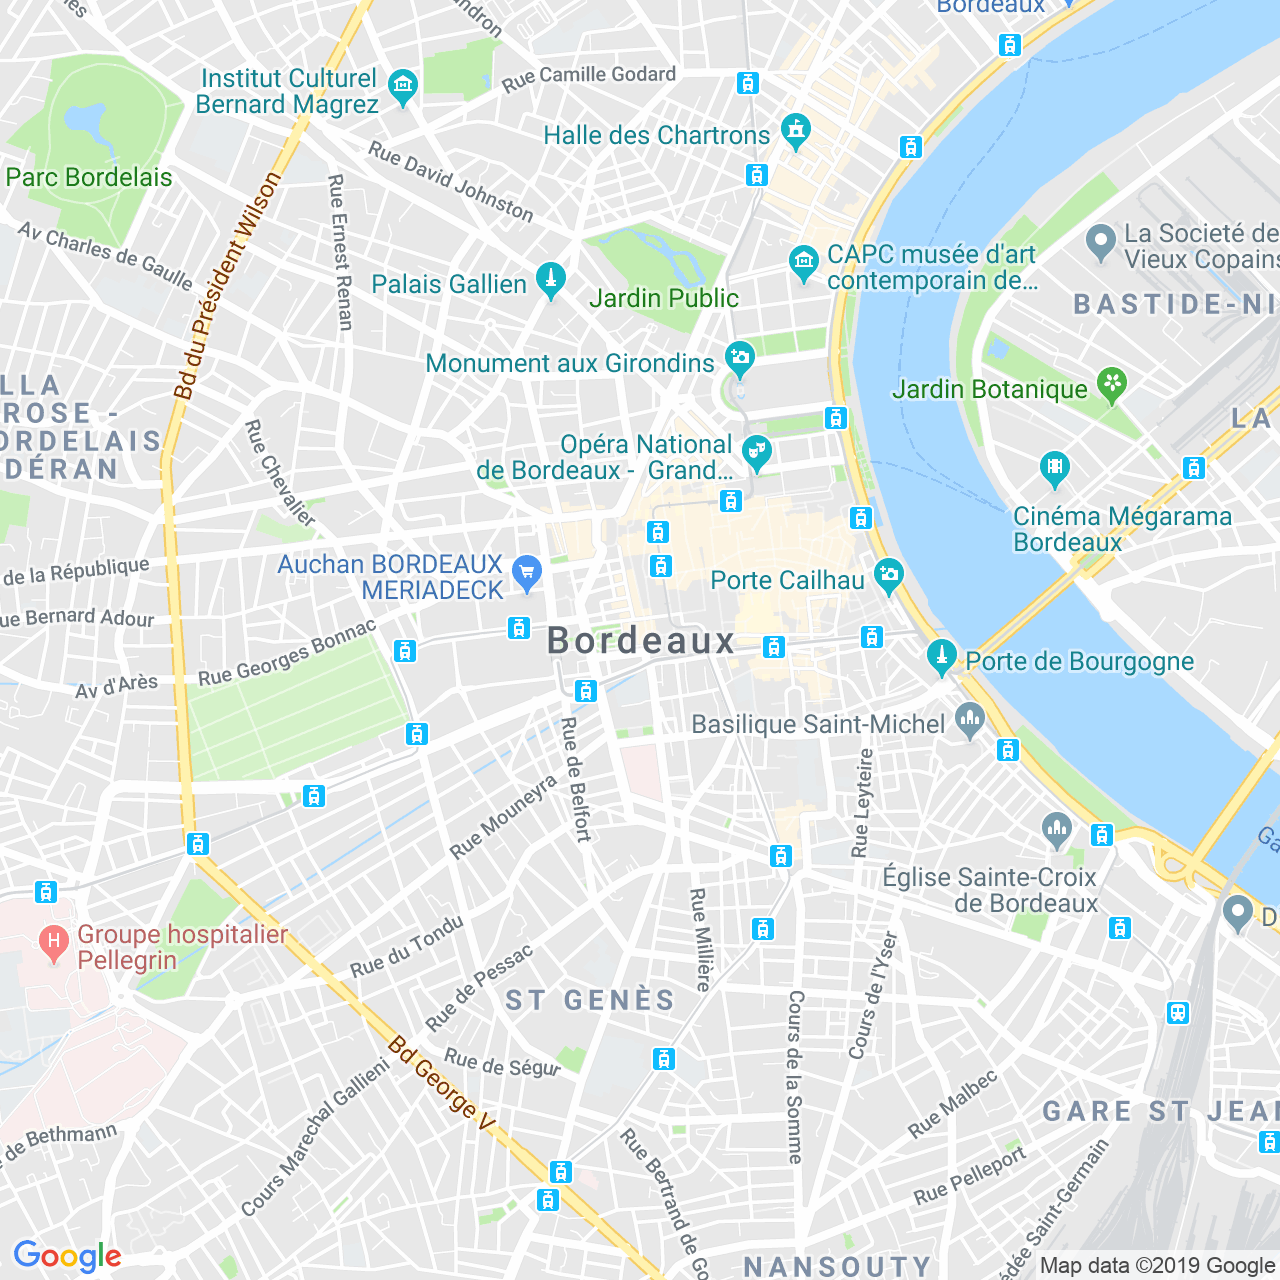 Bordeaux
Institut Culturel
Bernard Magrez
Rue Camille Godard
Halle des Chartrons
Parc Bordelais
Rue David Johnston
Rue Ernest Renan
Bd du Président Wilson
Av Charles de Gaulle
Palais Gallien
Jardin Public
CAPC musée d'art
contemporain de...
La Societé de
Vieux Copains
BASTIDE-NI
Monument aux Girondins
Jardin Botanique
LLA
ROSE -
ORDELAIS
DÉRAN
LA
Rue Chevalier
Opéra National
de Bordeaux - Grand...
Cinéma Mégarama
Bordeaux
de la République
Auchan BORDEAUX
MERIADECK
Porte Cailhau
ue Bernard Adour
Rue Georges Bonnac
Bordeaux
Av d'Arès
Porte de Bourgogne
Basilique Saint-Michel
Rue de Belfort
Rue Mouneyra
Rue Leyteire
Ga
Église Sainte-Croix
de Bordeaux
D
H
Groupe hospitalier
Pellegrin
Rue du Tondu
Rue de Pessac
Rue Millière
Cours de l'Yser
ST GENÈS
Cours de la Somme
Bd George V
Rue de Ségur
Cours Marechal Gallieni
Rue Malbec
GARE ST JEAN
e de Bethmann
Rue Bertrand de Go
Rue Pelleport
édée Saint-Germain
NANSOUTY
Google
Map data ©2019 Google